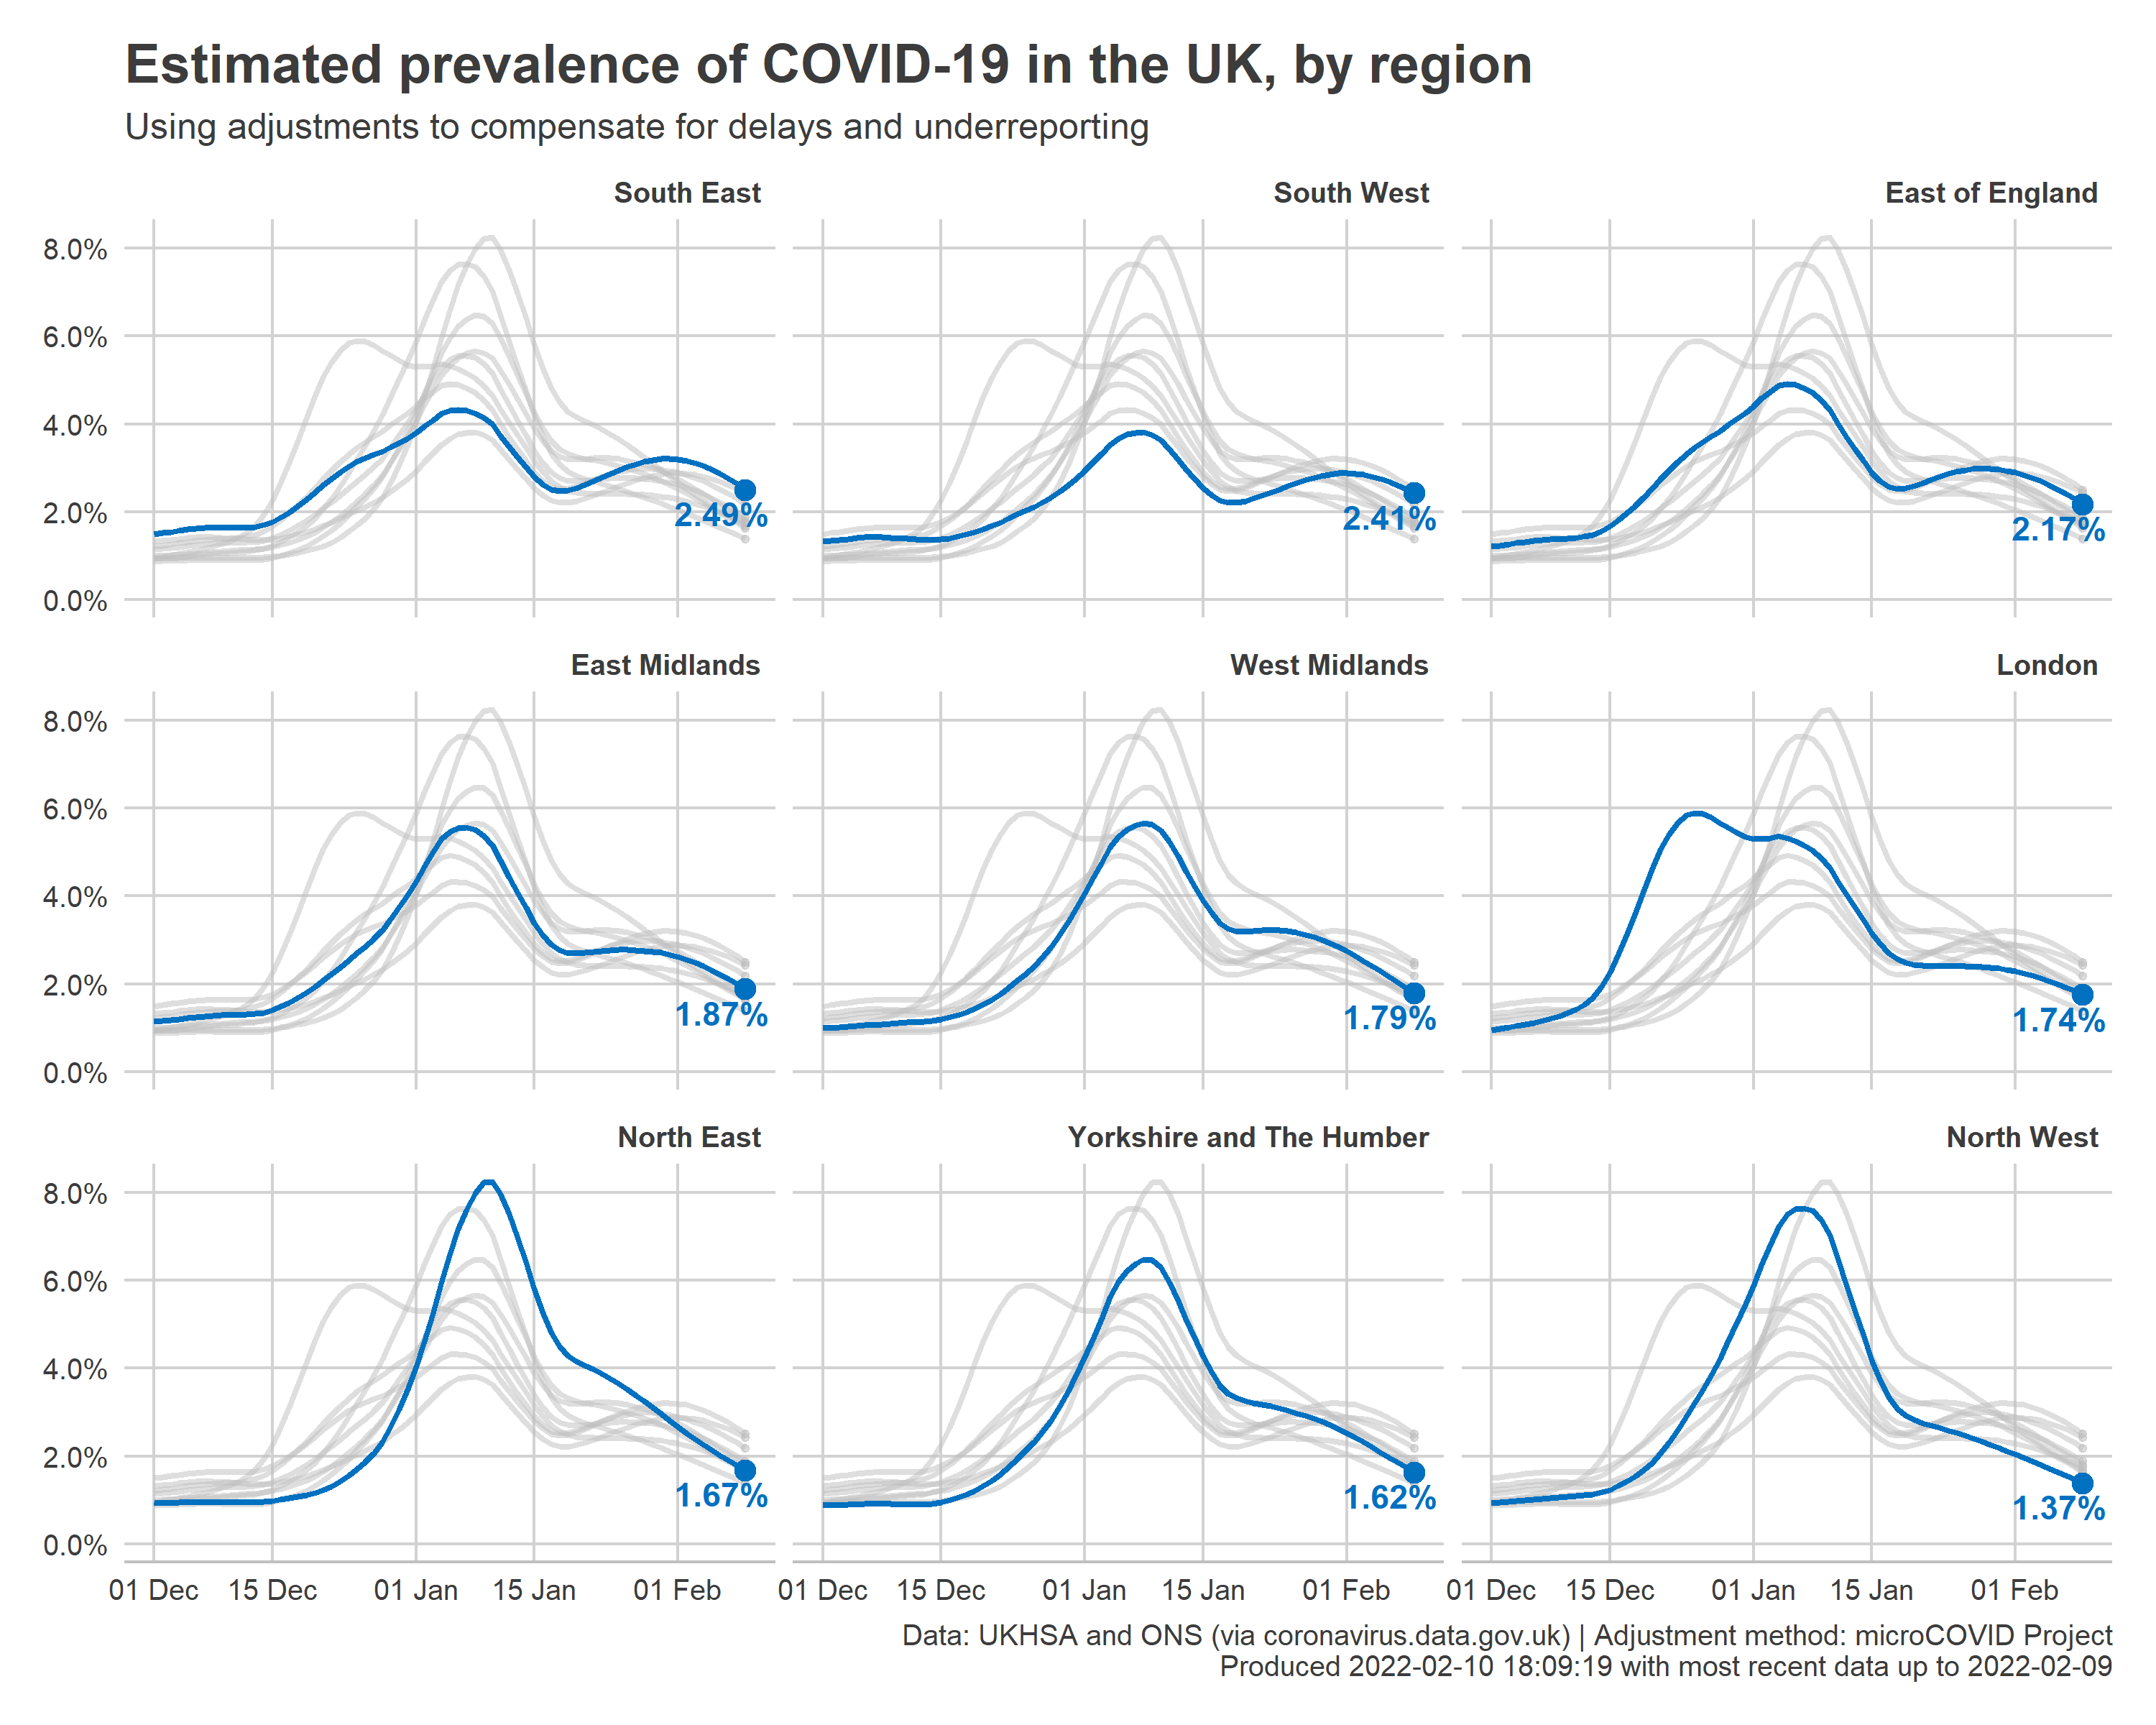 Estimated prevalence of COVID-19 in the UK, by region
Using adjustments to compensate for delays and underreporting
South East
South West
East of England
8.0%
6.0%
4.0%
2.0%
0.0%
2.49%
2.41%
2.17%
East Midlands
West Midlands
London
8.0%
6.0%
4.0%
2.0%
0.0%
1.87%
1.79%
1.74%
North East
Yorkshire and The Humber
North West
8.0%
6.0%
4.0%
2.0%
0.0%
1.67%
1.62%
1.37%
01 Dec 15 Dec 01 Jan 15 Jan 01 Feb 01 Dec 15 Dec 01 Jan 15 Jan 01 Feb 01 Dec 15 Dec 01 Jan 15 Jan 01 Feb
Data: UKHSA and ONS (via coronavirus.data.gov.uk) | Adjustment method: microCOVID Project
Produced 2022-02-10 18:09:19 with most recent data up to 2022-02-09